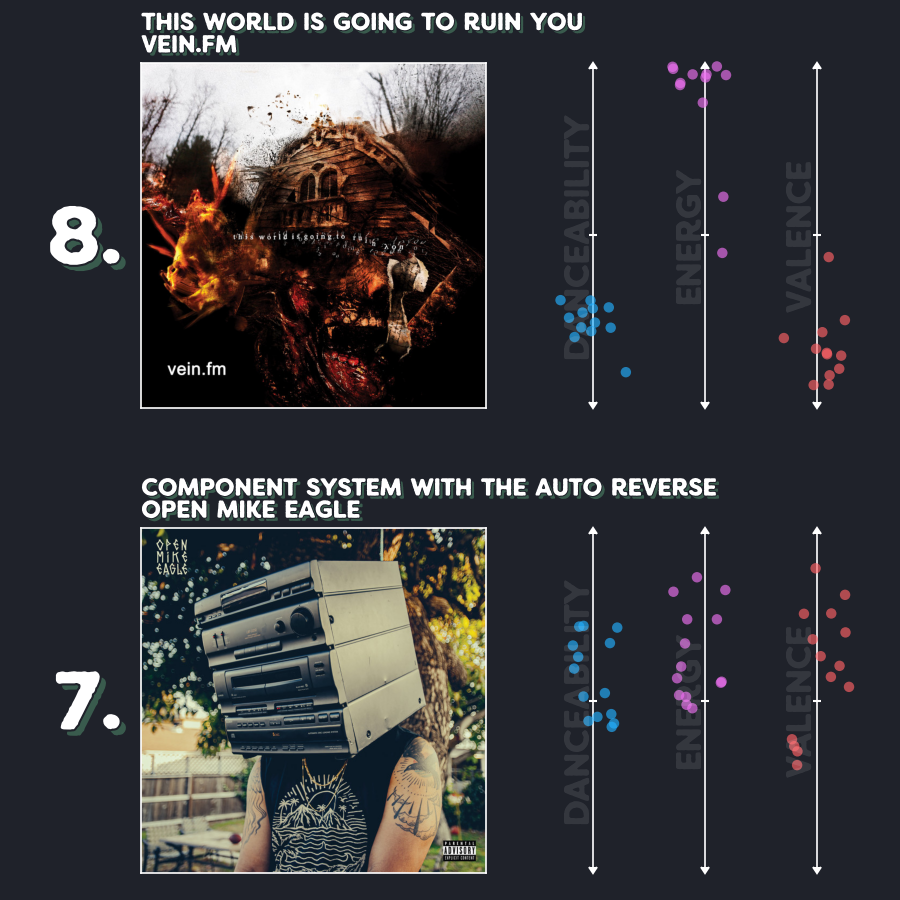 THIS WORLD IS GOING TO RUIN YOU
VEIN.FM
8.
this world is going to ruin you
vein.fm
DANCEABILITY
ENERGY
VALENCE
COMPONENT SYSTEM WITH THE AUTO REVERSE
OPEN MIKE EAGLE
7.
OPEN
MIKE
EAGLE
PARENTAL
ADVISORY
EXPLICIT CONTENT
DANCEABILITY
ENERGY
VALENCE